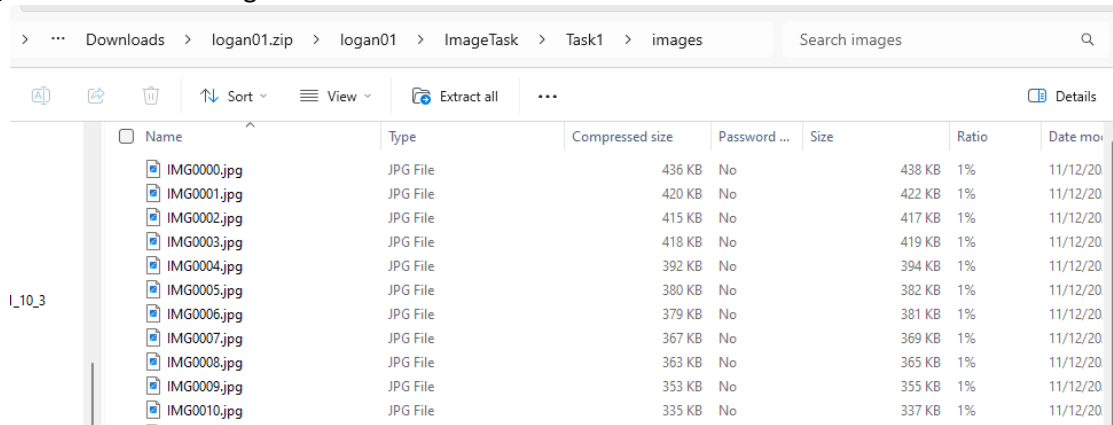 > ... Downloads > logan01.zip > logan01 > ImageTask > Task1 > images Search images
Sort View Extract all ... Details
Name Type Compressed size Password ... Size Ratio Date mo
IMG0000.jpg JPG File 436 KB No 438 KB 1% 11/12/20
IMG0001.jpg JPG File 420 KB No 422 KB 1% 11/12/20
IMG0002.jpg JPG File 415 KB No 417 KB 1% 11/12/20
IMG0003.jpg JPG File 418 KB No 419 KB 1% 11/12/20
IMG0004.jpg JPG File 392 KB No 394 KB 1% 11/12/20
l_10_3 IMG0005.jpg JPG File 380 KB No 382 KB 1% 11/12/20
IMG0006.jpg JPG File 379 KB No 381 KB 1% 11/12/20
IMG0007.jpg JPG File 367 KB No 369 KB 1% 11/12/20
IMG0008.jpg JPG File 363 KB No 365 KB 1% 11/12/20
IMG0009.jpg JPG File 353 KB No 355 KB 1% 11/12/20
IMG0010.jpg JPG File 335 KB No 337 KB 1% 11/12/20